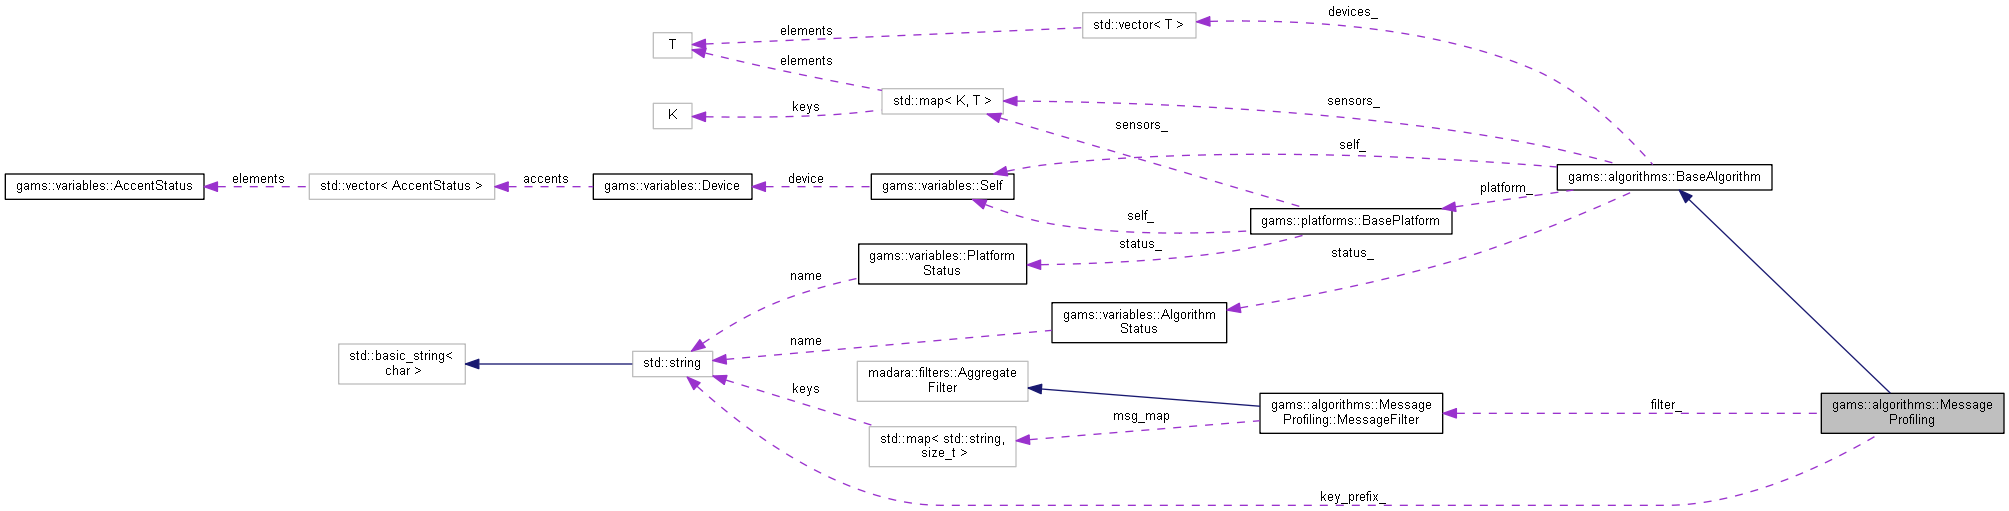 devices_
std::vector< T >
elements
T
elements
sensors_
std::map< K, T >
keys
K
sensors_
self_
gams::algorithms::BaseAlgorithm
gams::variables::AccentStatus
elements
std::vector< AccentStatus >
accents
gams::variables::Device
device
gams::variables::Self
platform_
self_
gams::platforms::BasePlatform
status_
status_
gams::variables::Platform
Status
name
gams::variables::Algorithm
Status
name
std::basic_string<
char >
std::string
madara::filters::Aggregate
Filter
keys
gams::algorithms::Message
Profiling::MessageFilter
filter_
gams::algorithms::Message
Profiling
msg_map
std::map< std::string,
size_t >
key_prefix_